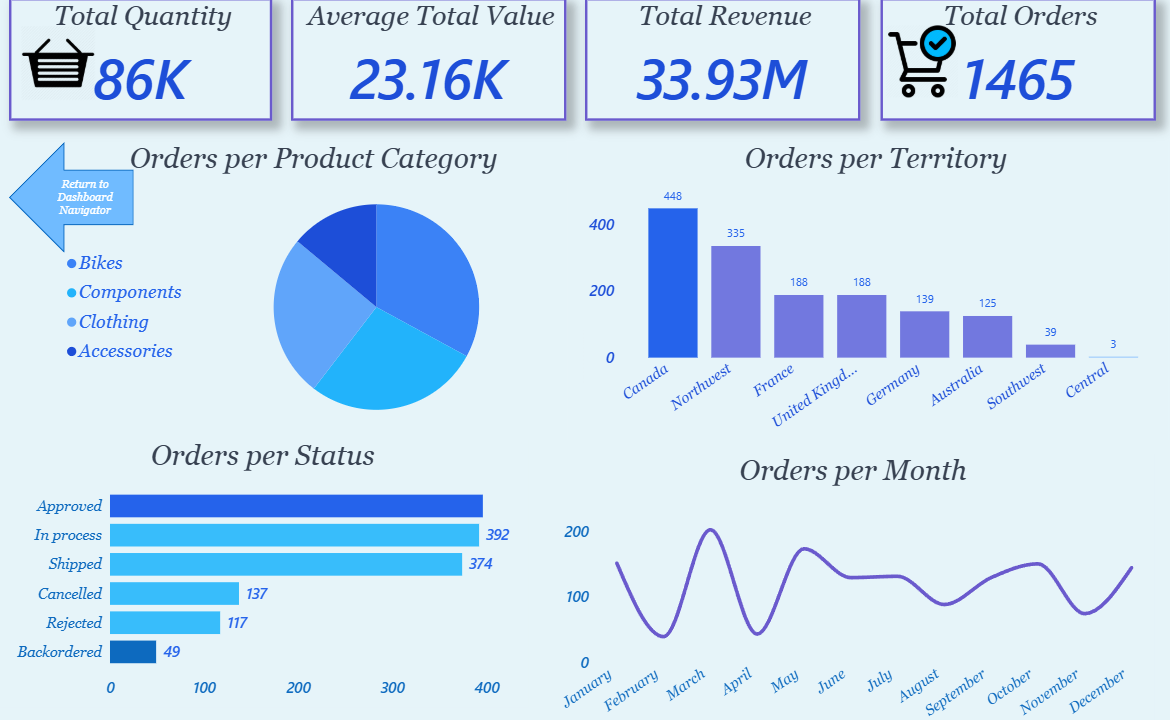 Total Quantity
86K
Average Total Value
23.16K
Total Revenue
33.93M
Total Orders
1465
Return to
Dashboard
Navigator
Orders per Product Category
Bikes
Components
Clothing
Accessories
Orders per Territory
400
200
0
448
335
188
188
139
125
39
3
Canada
Northwest
France
United Kingd...
Germany
Australia
Southwest
Central
Orders per Status
Approved
In process 392
Shipped 374
Cancelled 137
Rejected 117
Backordered 49
0 100 200 300 400
Orders per Month
200
100
0
January
February
March
April
May
June
July
August
September
October
November
December